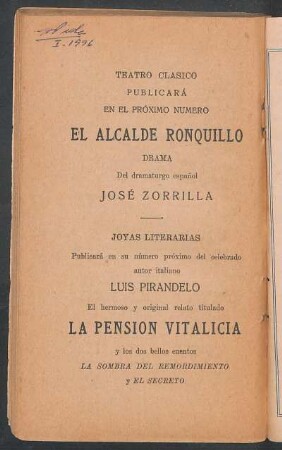 I. 1996
TEATRO CLASICO
PUBLICARÁ
EN EL PRÓXIMO NUMERO
EL ALCALDE RONQUILLO
DRAMA
Del dramaturgo español
JOSÉ ZORRILLA
JOYAS LITERARIAS
Publicará en su número próximo del celebrado
autor italiano
LUIS PIRANDELO
El hermoso y original relato titulado
LA PENSION VITALICIA
y los dos bellos cuentos
LA SOMBRA DEL REMORDIMIENTO
y EL SECRETO